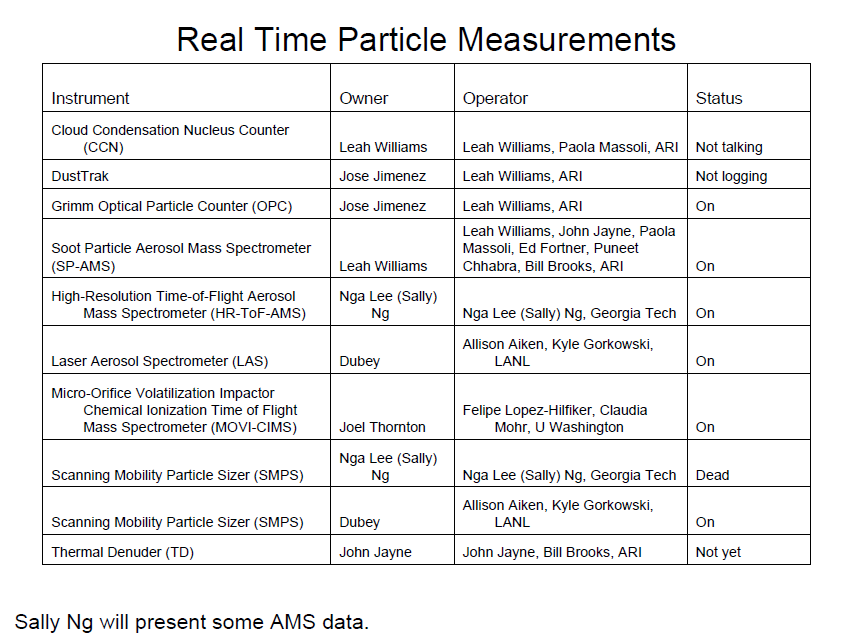 Real Time Particle Measurements
Instrument Owner Operator Status
Cloud Condensation Nucleus Counter
(CCN) Leah Williams Leah Williams, Paola Massoli, ARI Not talking
DustTrak Jose Jimenez Leah Williams, ARI Not logging
Grimm Optical Particle Counter (OPC) Jose Jimenez Leah Williams, ARI On
Soot Particle Aerosol Mass Spectrometer
(SP-AMS) Leah Williams
Leah Williams, John Jayne, Paola
Massoli, Ed Fortner, Puneet
Chhabra, Bill Brooks, ARI On
High-Resolution Time-of-Flight Aerosol
Mass Spectrometer (HR-ToF-AMS)
Nga Lee (Sally)
Ng Nga Lee (Sally) Ng, Georgia Tech On
Laser Aerosol Spectrometer (LAS) Dubey
Allison Aiken, Kyle Gorkowski,
LANL On
Micro-Orifice Volatilization Impactor
Chemical Ionization Time of Flight
Mass Spectrometer (MOVI-CIMS) Joel Thornton
Felipe Lopez-Hilfiker, Claudia
Mohr, U Washington On
Scanning Mobility Particle Sizer (SMPS)
Nga Lee (Sally)
Ng Nga Lee (Sally) Ng, Georgia Tech Dead
Scanning Mobility Particle Sizer (SMPS) Dubey
Allison Aiken, Kyle Gorkowski,
LANL On
Thermal Denuder (TD) John Jayne John Jayne, Bill Brooks, ARI Not yet
Sally Ng will present some AMS data.